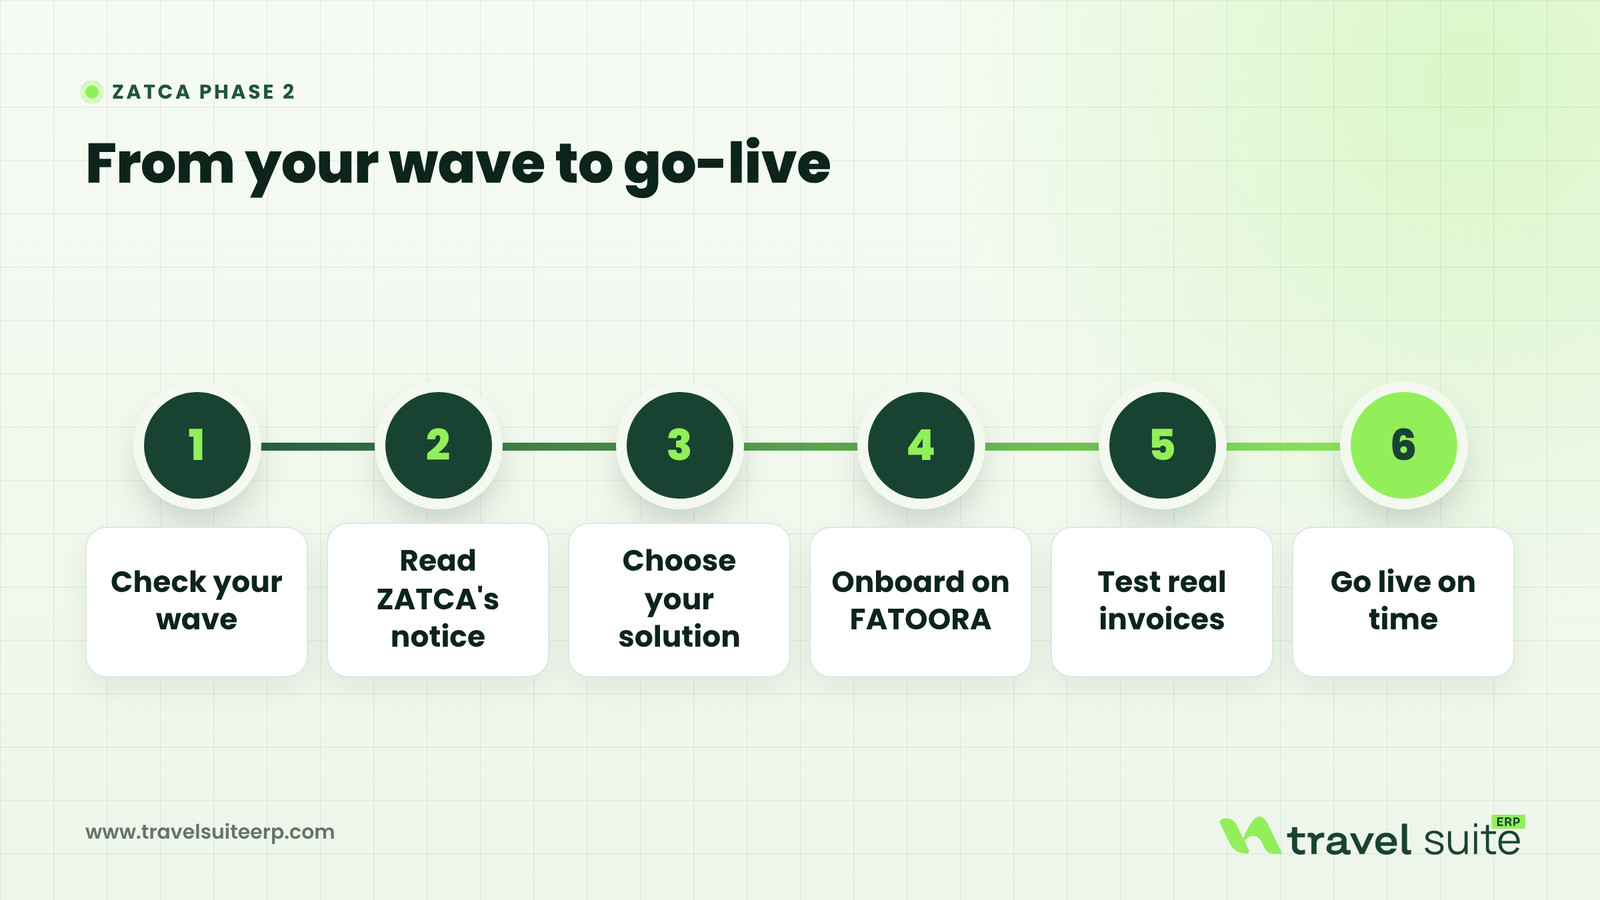 ZATCA PHASE 2
From your wave to go-live
1
2
3
4
5
6
Check your
wave
Read
ZATCA's
notice
Choose
your
solution
Onboard on
FATOORA
Test real
invoices
Go live on
time
www.travelsuiteerp.com
travel suite ERP